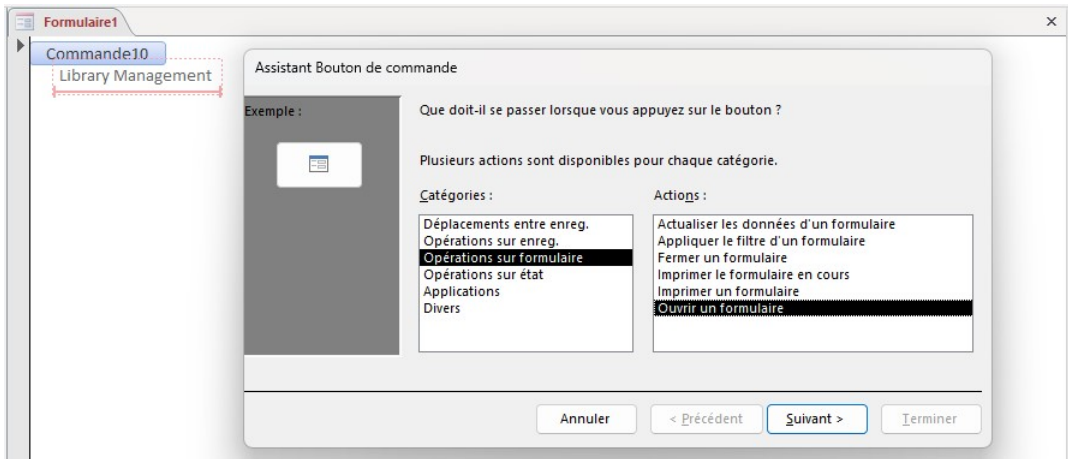 Formulaire1
Commande10
Library Management
Assistant Bouton de commande
Exemple :
Que doit-il se passer lorsque vous appuyez sur le bouton ?
Plusieurs actions sont disponibles pour chaque catégorie.
Catégories :
Actions :
Déplacements entre enreg.
Opérations sur enreg.
Opérations sur formulaire
Opérations sur état
Applications
Divers
Actualiser les données d'un formulaire
Appliquer le filtre d'un formulaire
Fermer un formulaire
Imprimer le formulaire en cours
Imprimer un formulaire
Ouvrir un formulaire
Annuler
< Précédent
Suivant >
Terminer